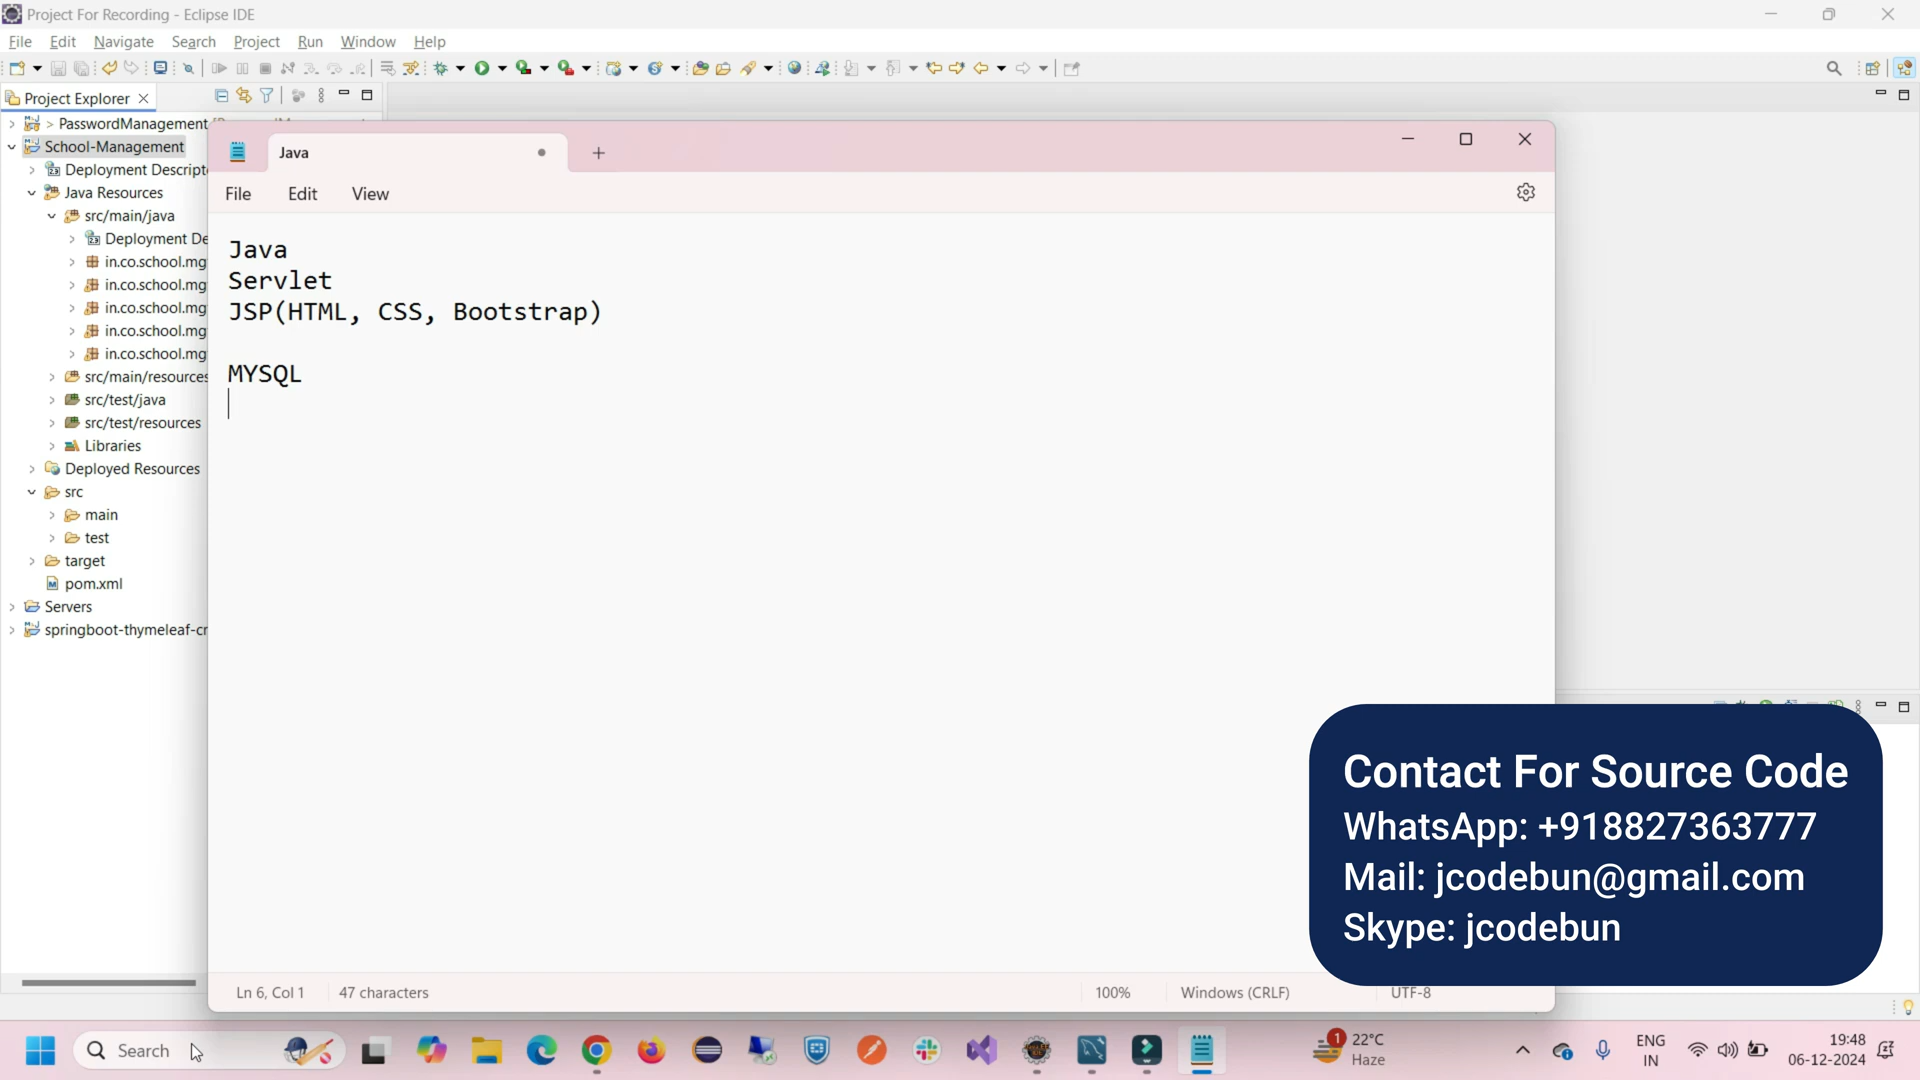 Project For Recording - Eclipse IDE
File Edit Navigate Search Project Run Window Help
Project Explorer
> PasswordManagement
School-Management
Deployment Descript
Java Resources
src/main/java
Deployment De
in.co.school.mg
in.co.school.mg
in.co.school.mg
in.co.school.mg
in.co.school.mg
src/main/resources
src/test/java
src/test/resources
Libraries
Deployed Resources
src
main
test
target
pom.xml
Servers
springboot-thymeleaf-cr
Java
File Edit View
Java
Servlet
JSP(HTML, CSS, Bootstrap)
MYSQL
Ln 6, Col 1 47 characters 100% Windows (CRLF) UTF-8
Contact For Source Code
WhatsApp: +918827363777
Mail: jcodebun@gmail.com
Skype: jcodebun
Search
1
22°C
Haze
ENG
IN
19:48
06-12-2024